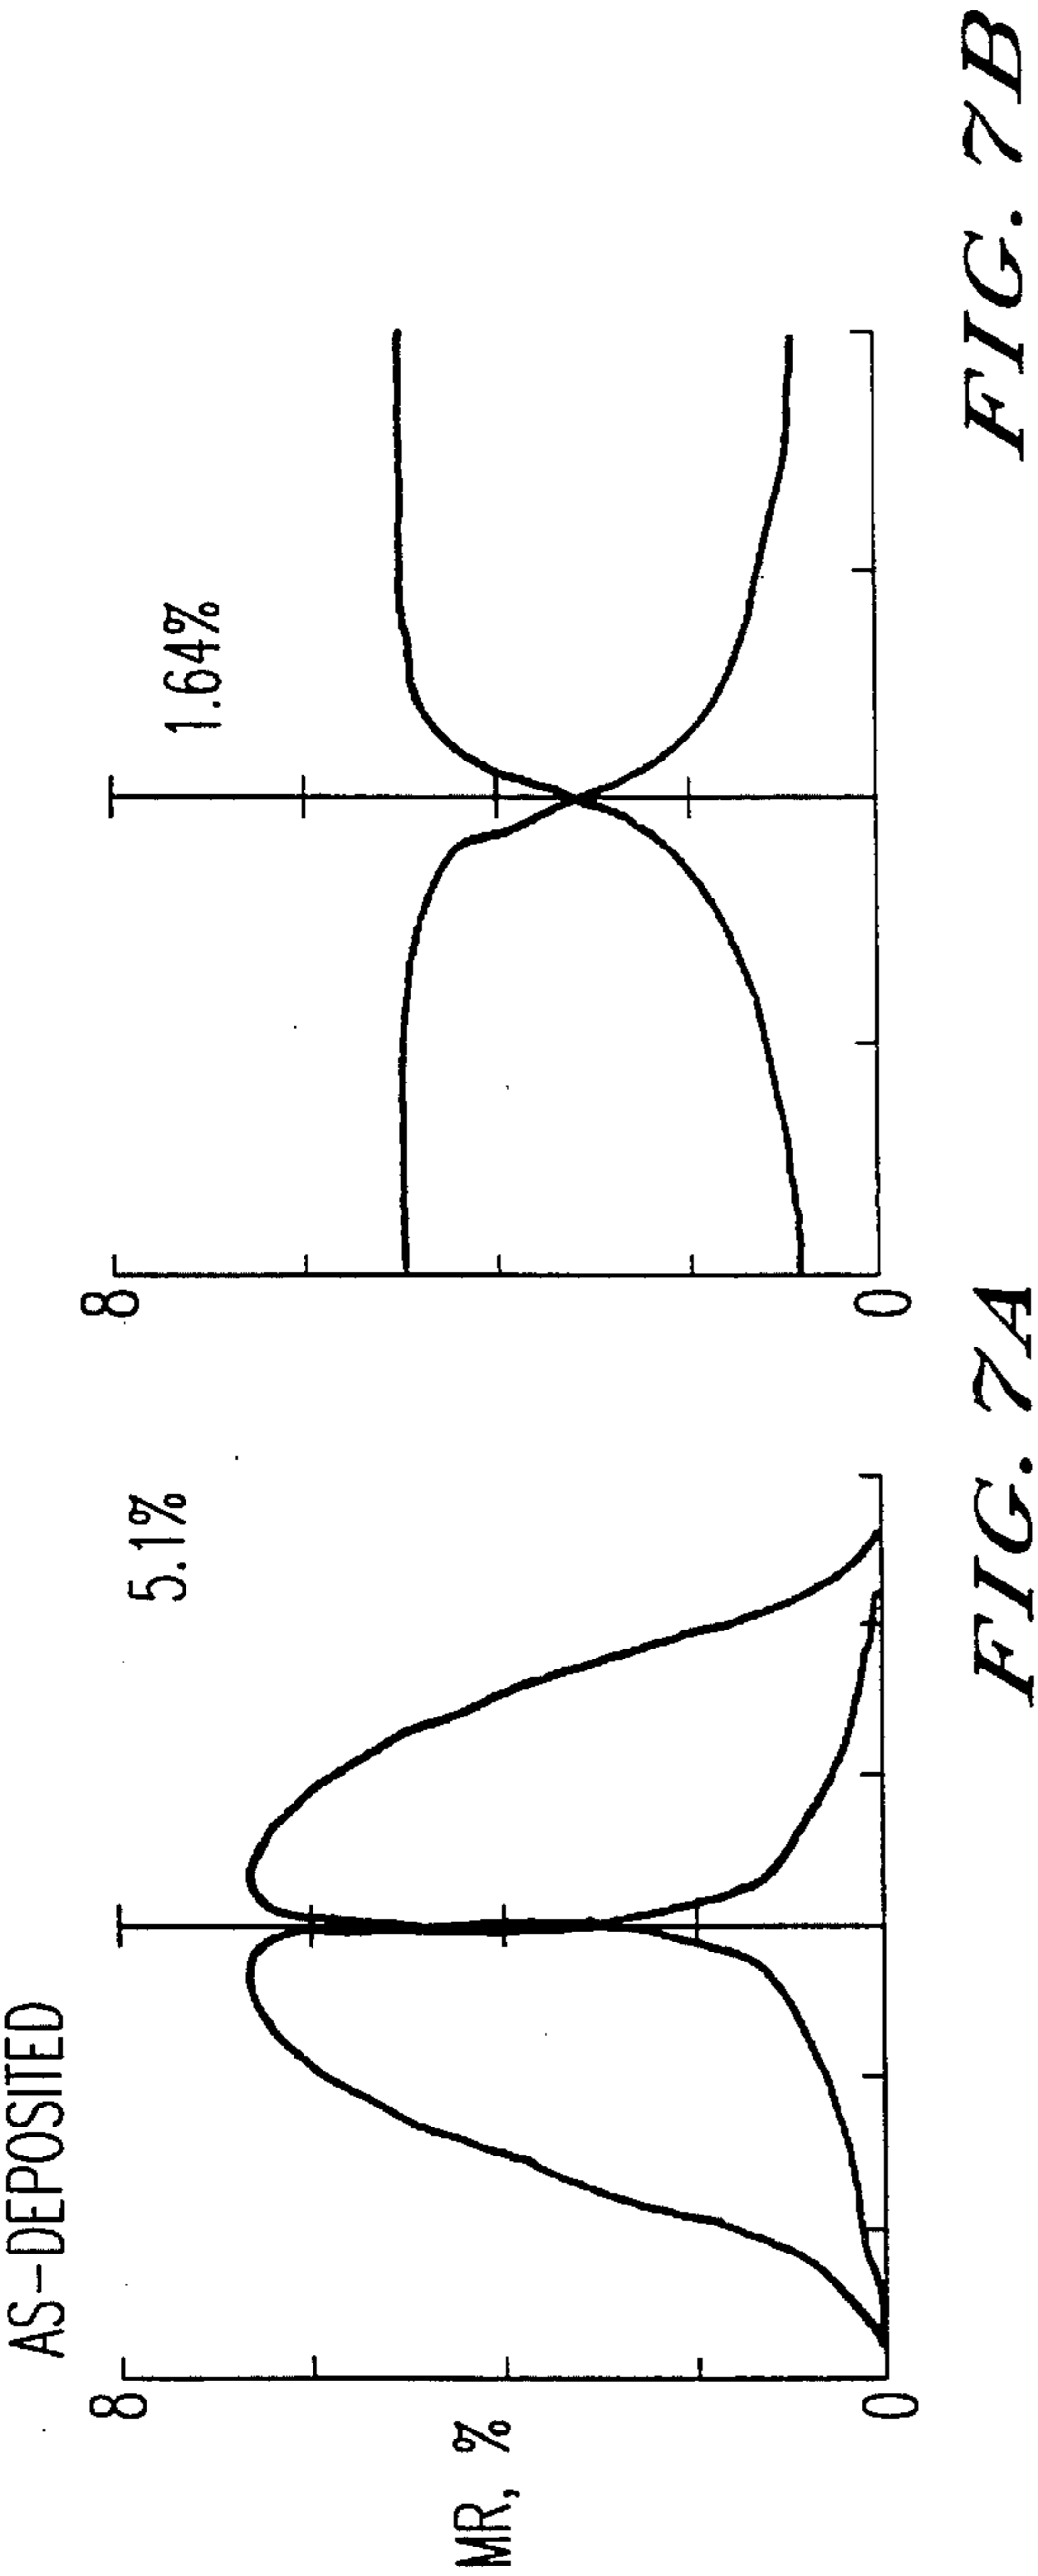 AS-DEPOSITED
5.1%
8
MR, %
0
FIG. 7A
1.64%
8
0
FIG. 7B